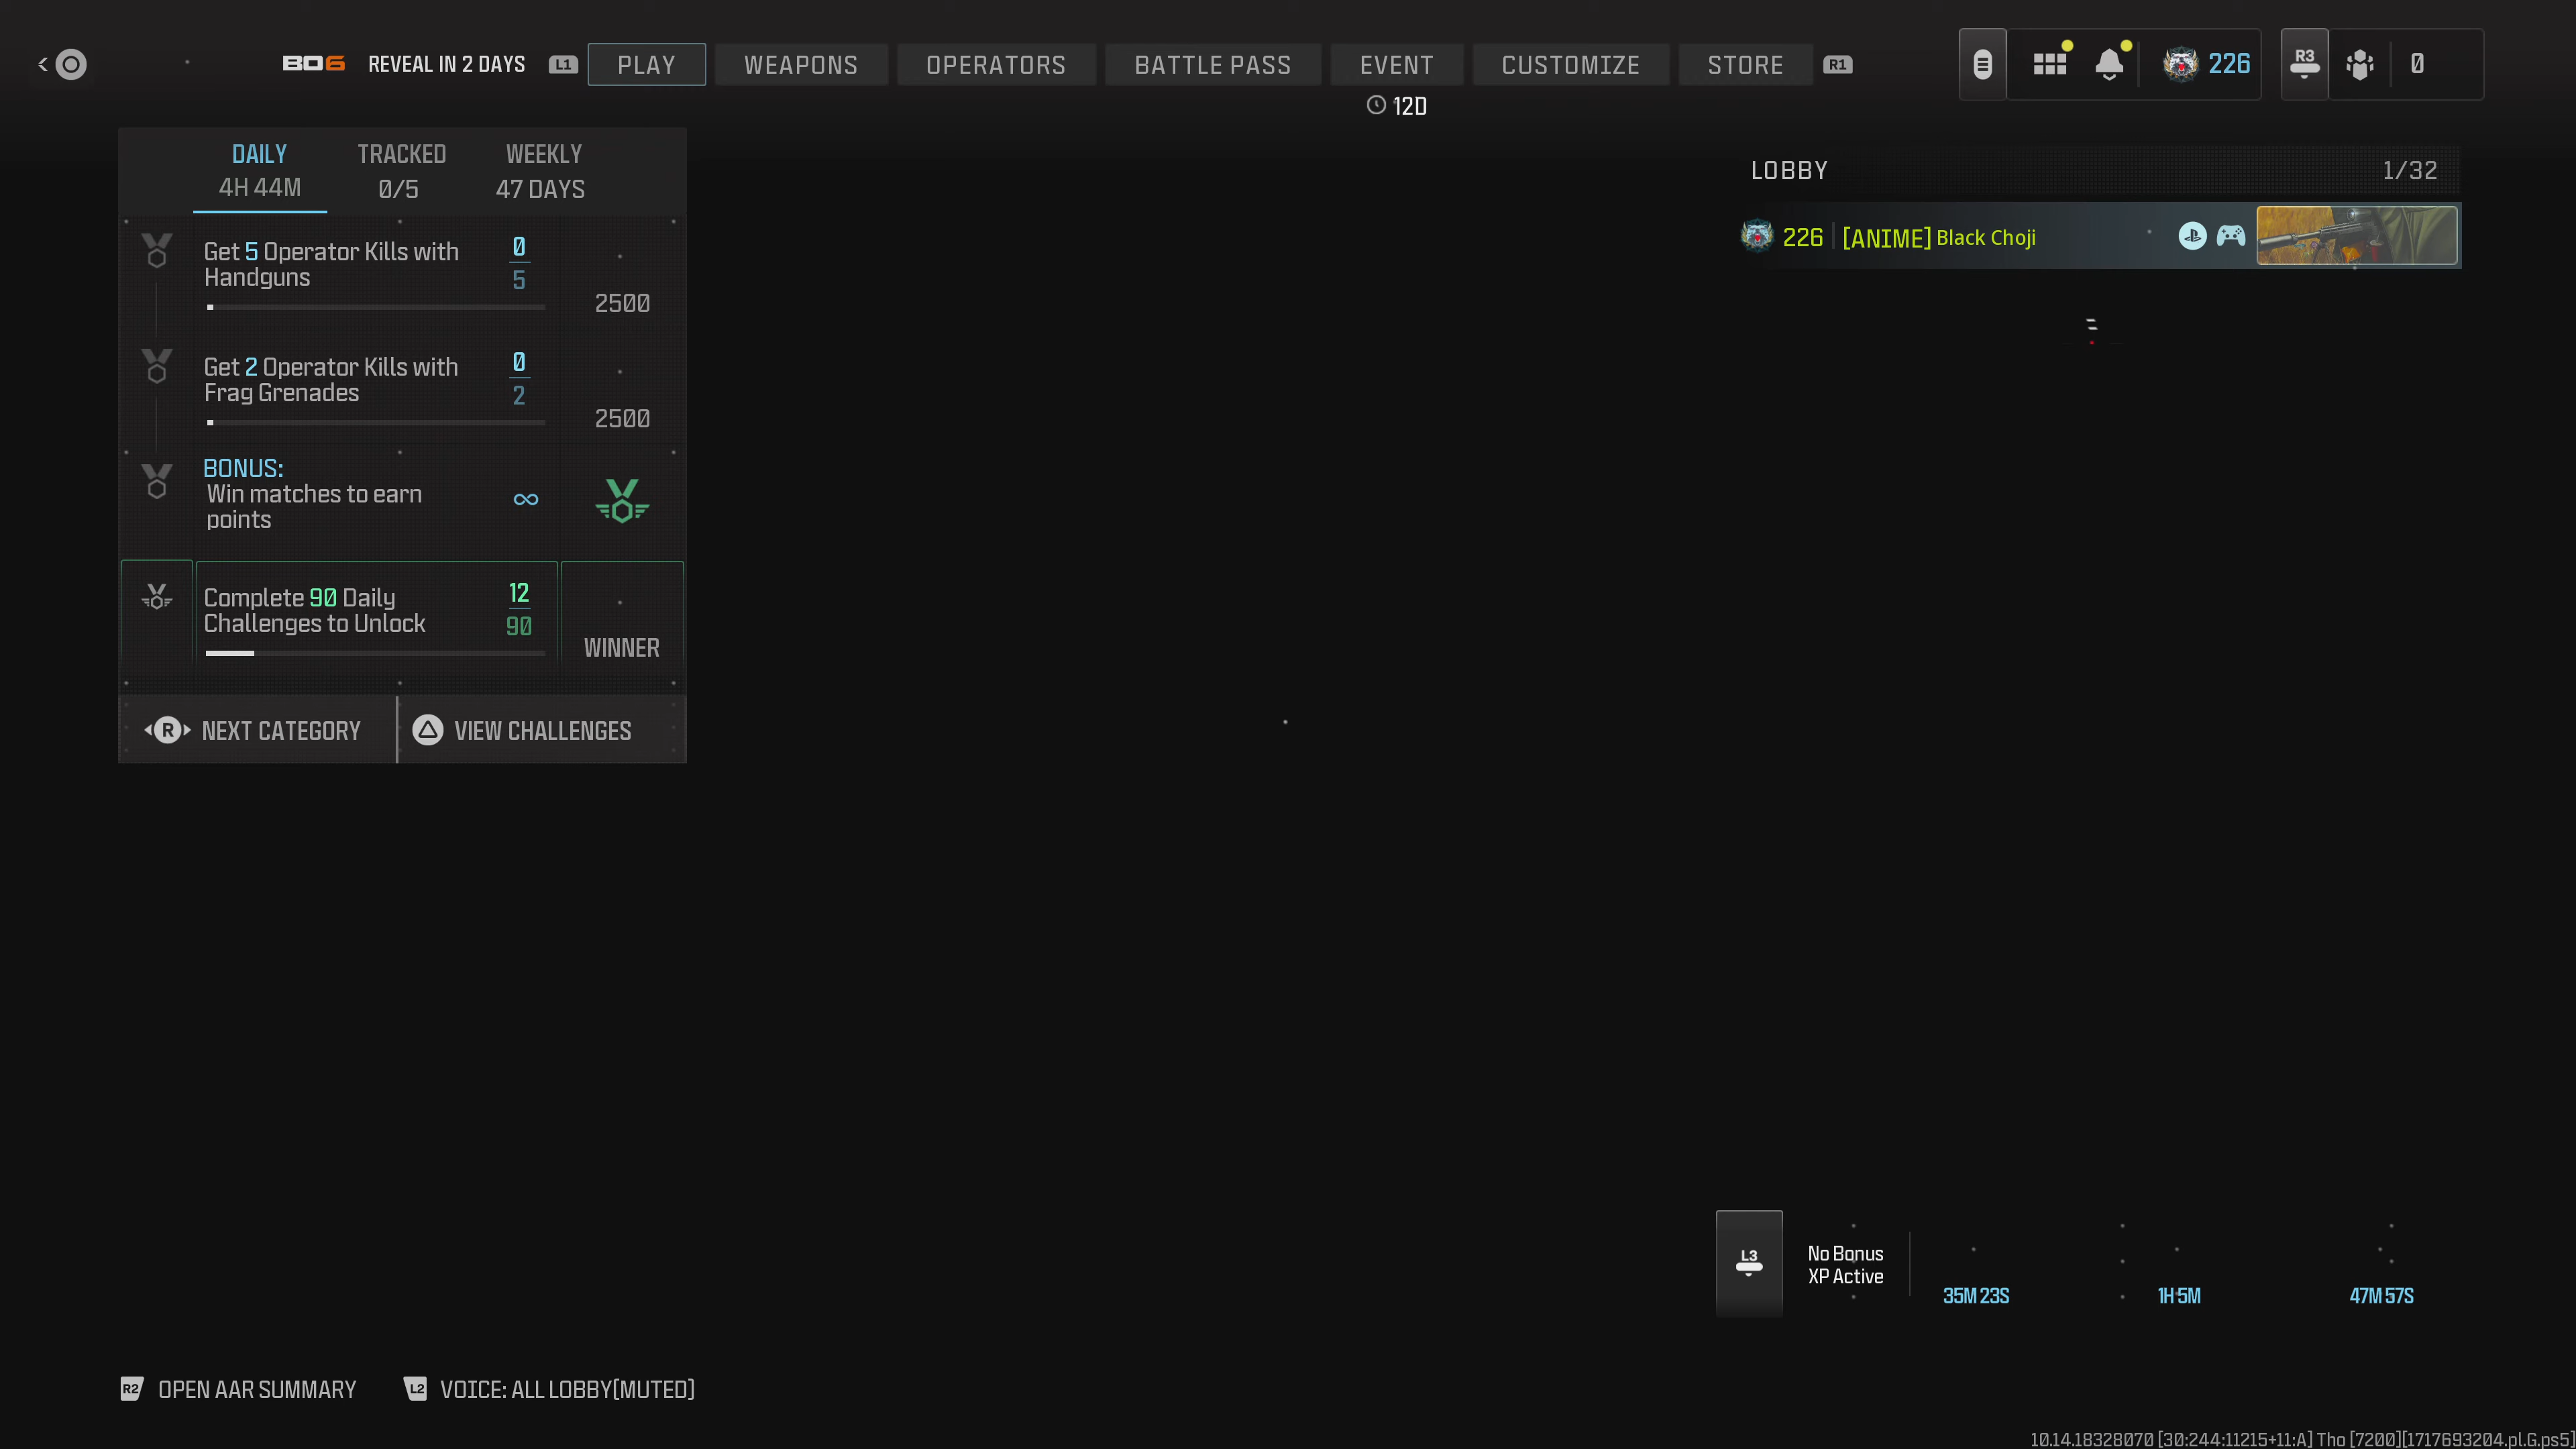 BO6 REVEAL IN 2 DAYS L1 PLAY WEAPONS OPERATORS BATTLE PASS EVENT CUSTOMIZE STORE R1 226 R3 0
12D
DAILY TRACKED WEEKLY
4H 44M 0/5 47 DAYS
Get 5 Operator Kills with
Handguns
0
5
2500
Get 2 Operator Kills with
Frag Grenades
0
2
2500
BONUS:
Win matches to earn
points
∞
Complete 90 Daily
Challenges to Unlock
12
90
WINNER
R NEXT CATEGORY
VIEW CHALLENGES
LOBBY 1/32
226 [ANIME] Black Choji
L3
No Bonus
XP Active
35M 23S 1H 5M 47M 57S
R2 OPEN AAR SUMMARY L2 VOICE: ALL LOBBY[MUTED]
10.14.18328070 [30:244:11215+11:A] Tho [7200][1717693204.pl.G.ps5]